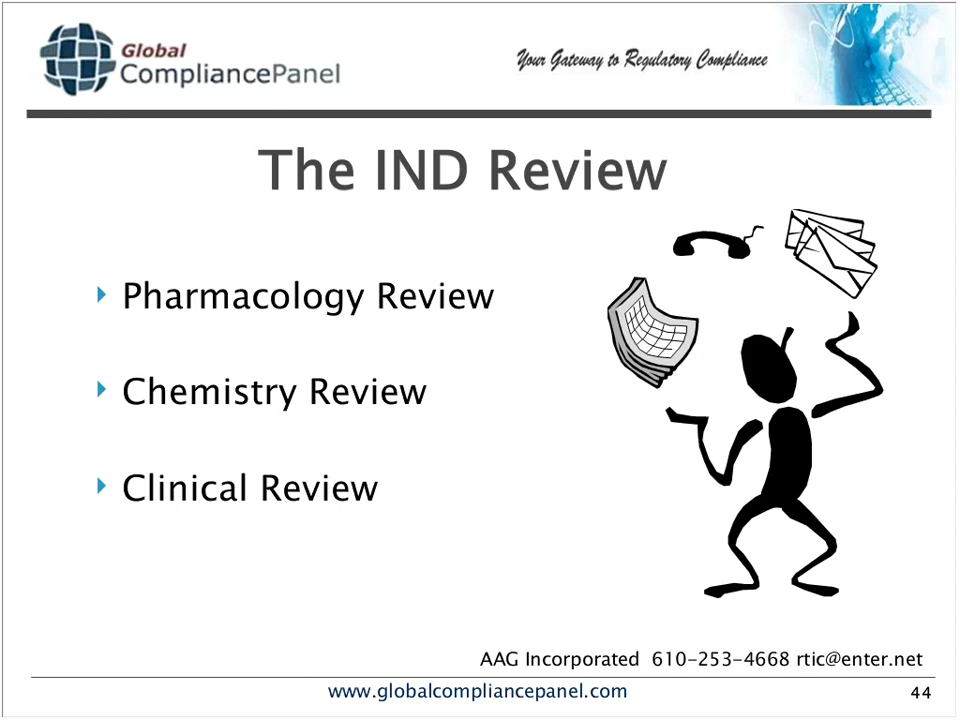 Global
CompliancePanel
Your Gateway to Regulatory Compliance
The IND Review
Pharmacology Review
Chemistry Review
Clinical Review
AAG Incorporated 610-253-4668 rtic@enter.net
www.globalcompliancepanel.com
44